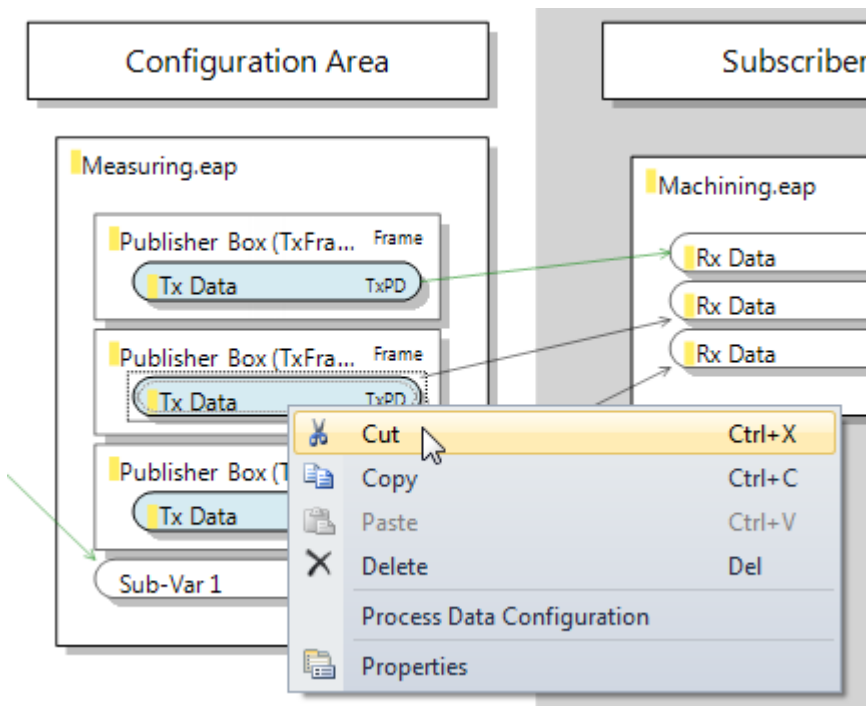 Configuration Area
Subscriber
Measuring.eap
Publisher Box (TxFra... Frame
Tx Data TxPD
Publisher Box (TxFra... Frame
Tx Data TxPD
Publisher Box (T
Tx Data
Sub-Var 1
Machining.eap
Rx Data
Rx Data
Rx Data
Cut Ctrl+X
Copy Ctrl+C
Paste Ctrl+V
Delete Del
Process Data Configuration
Properties